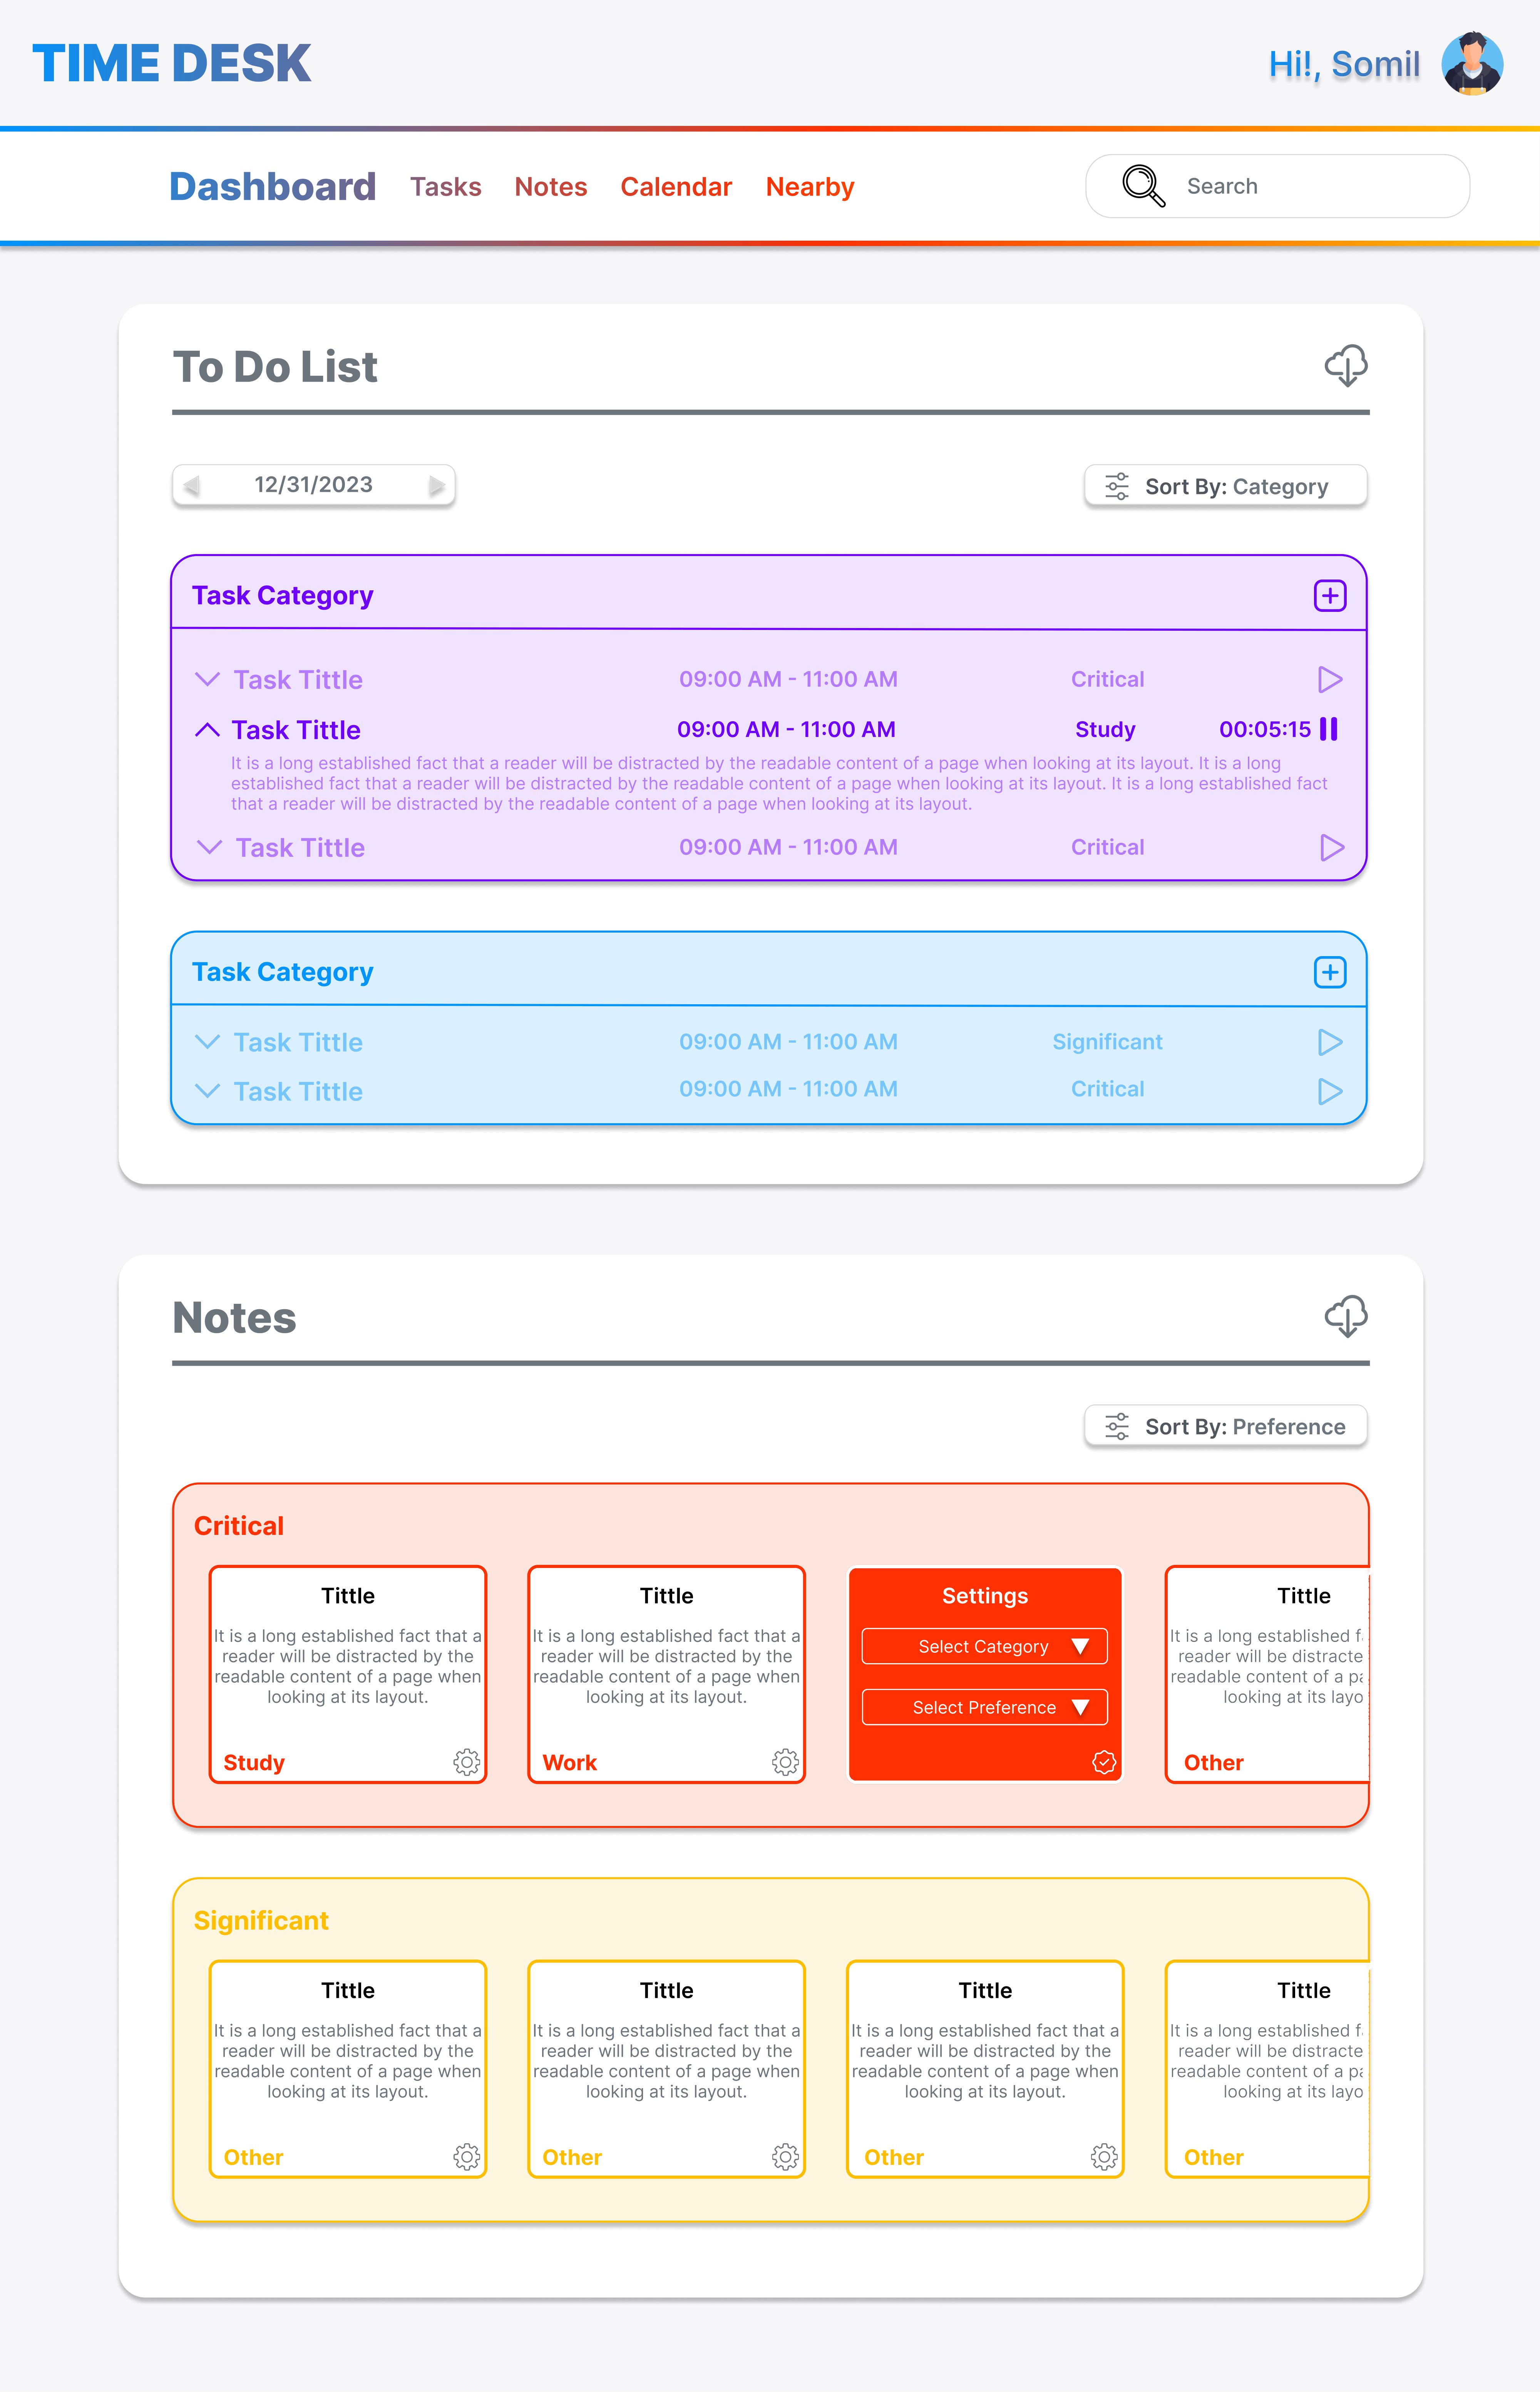 TIME DESK
Hi!, Somil
Dashboard Tasks Notes Calendar Nearby
Search
To Do List
12/31/2023
Sort By: Category
Task Category
Task Tittle 09:00 AM - 11:00 AM Critical
Task Tittle 09:00 AM - 11:00 AM Study 00:05:15
It is a long established fact that a reader will be distracted by the readable content of a page when looking at its layout. It is a long
established fact that a reader will be distracted by the readable content of a page when looking at its layout. It is a long established fact
that a reader will be distracted by the readable content of a page when looking at its layout.
Task Tittle 09:00 AM - 11:00 AM Critical
Task Category
Task Tittle 09:00 AM - 11:00 AM Significant
Task Tittle 09:00 AM - 11:00 AM Critical
Notes
Sort By: Preference
Critical
Tittle
It is a long established fact that a
reader will be distracted by the
readable content of a page when
looking at its layout.
Study
Tittle
It is a long established fact that a
reader will be distracted by the
readable content of a page when
looking at its layout.
Work
Settings
Select Category
Select Preference
Tittle
It is a long established f
reader will be distracte
readable content of a pa
looking at its layo
Other
Significant
Tittle
It is a long established fact that a
reader will be distracted by the
readable content of a page when
looking at its layout.
Other
Tittle
It is a long established fact that a
reader will be distracted by the
readable content of a page when
looking at its layout.
Other
Tittle
It is a long established fact that a
reader will be distracted by the
readable content of a page when
looking at its layout.
Other
Tittle
It is a long established f
reader will be distracte
readable content of a pa
looking at its layo
Other